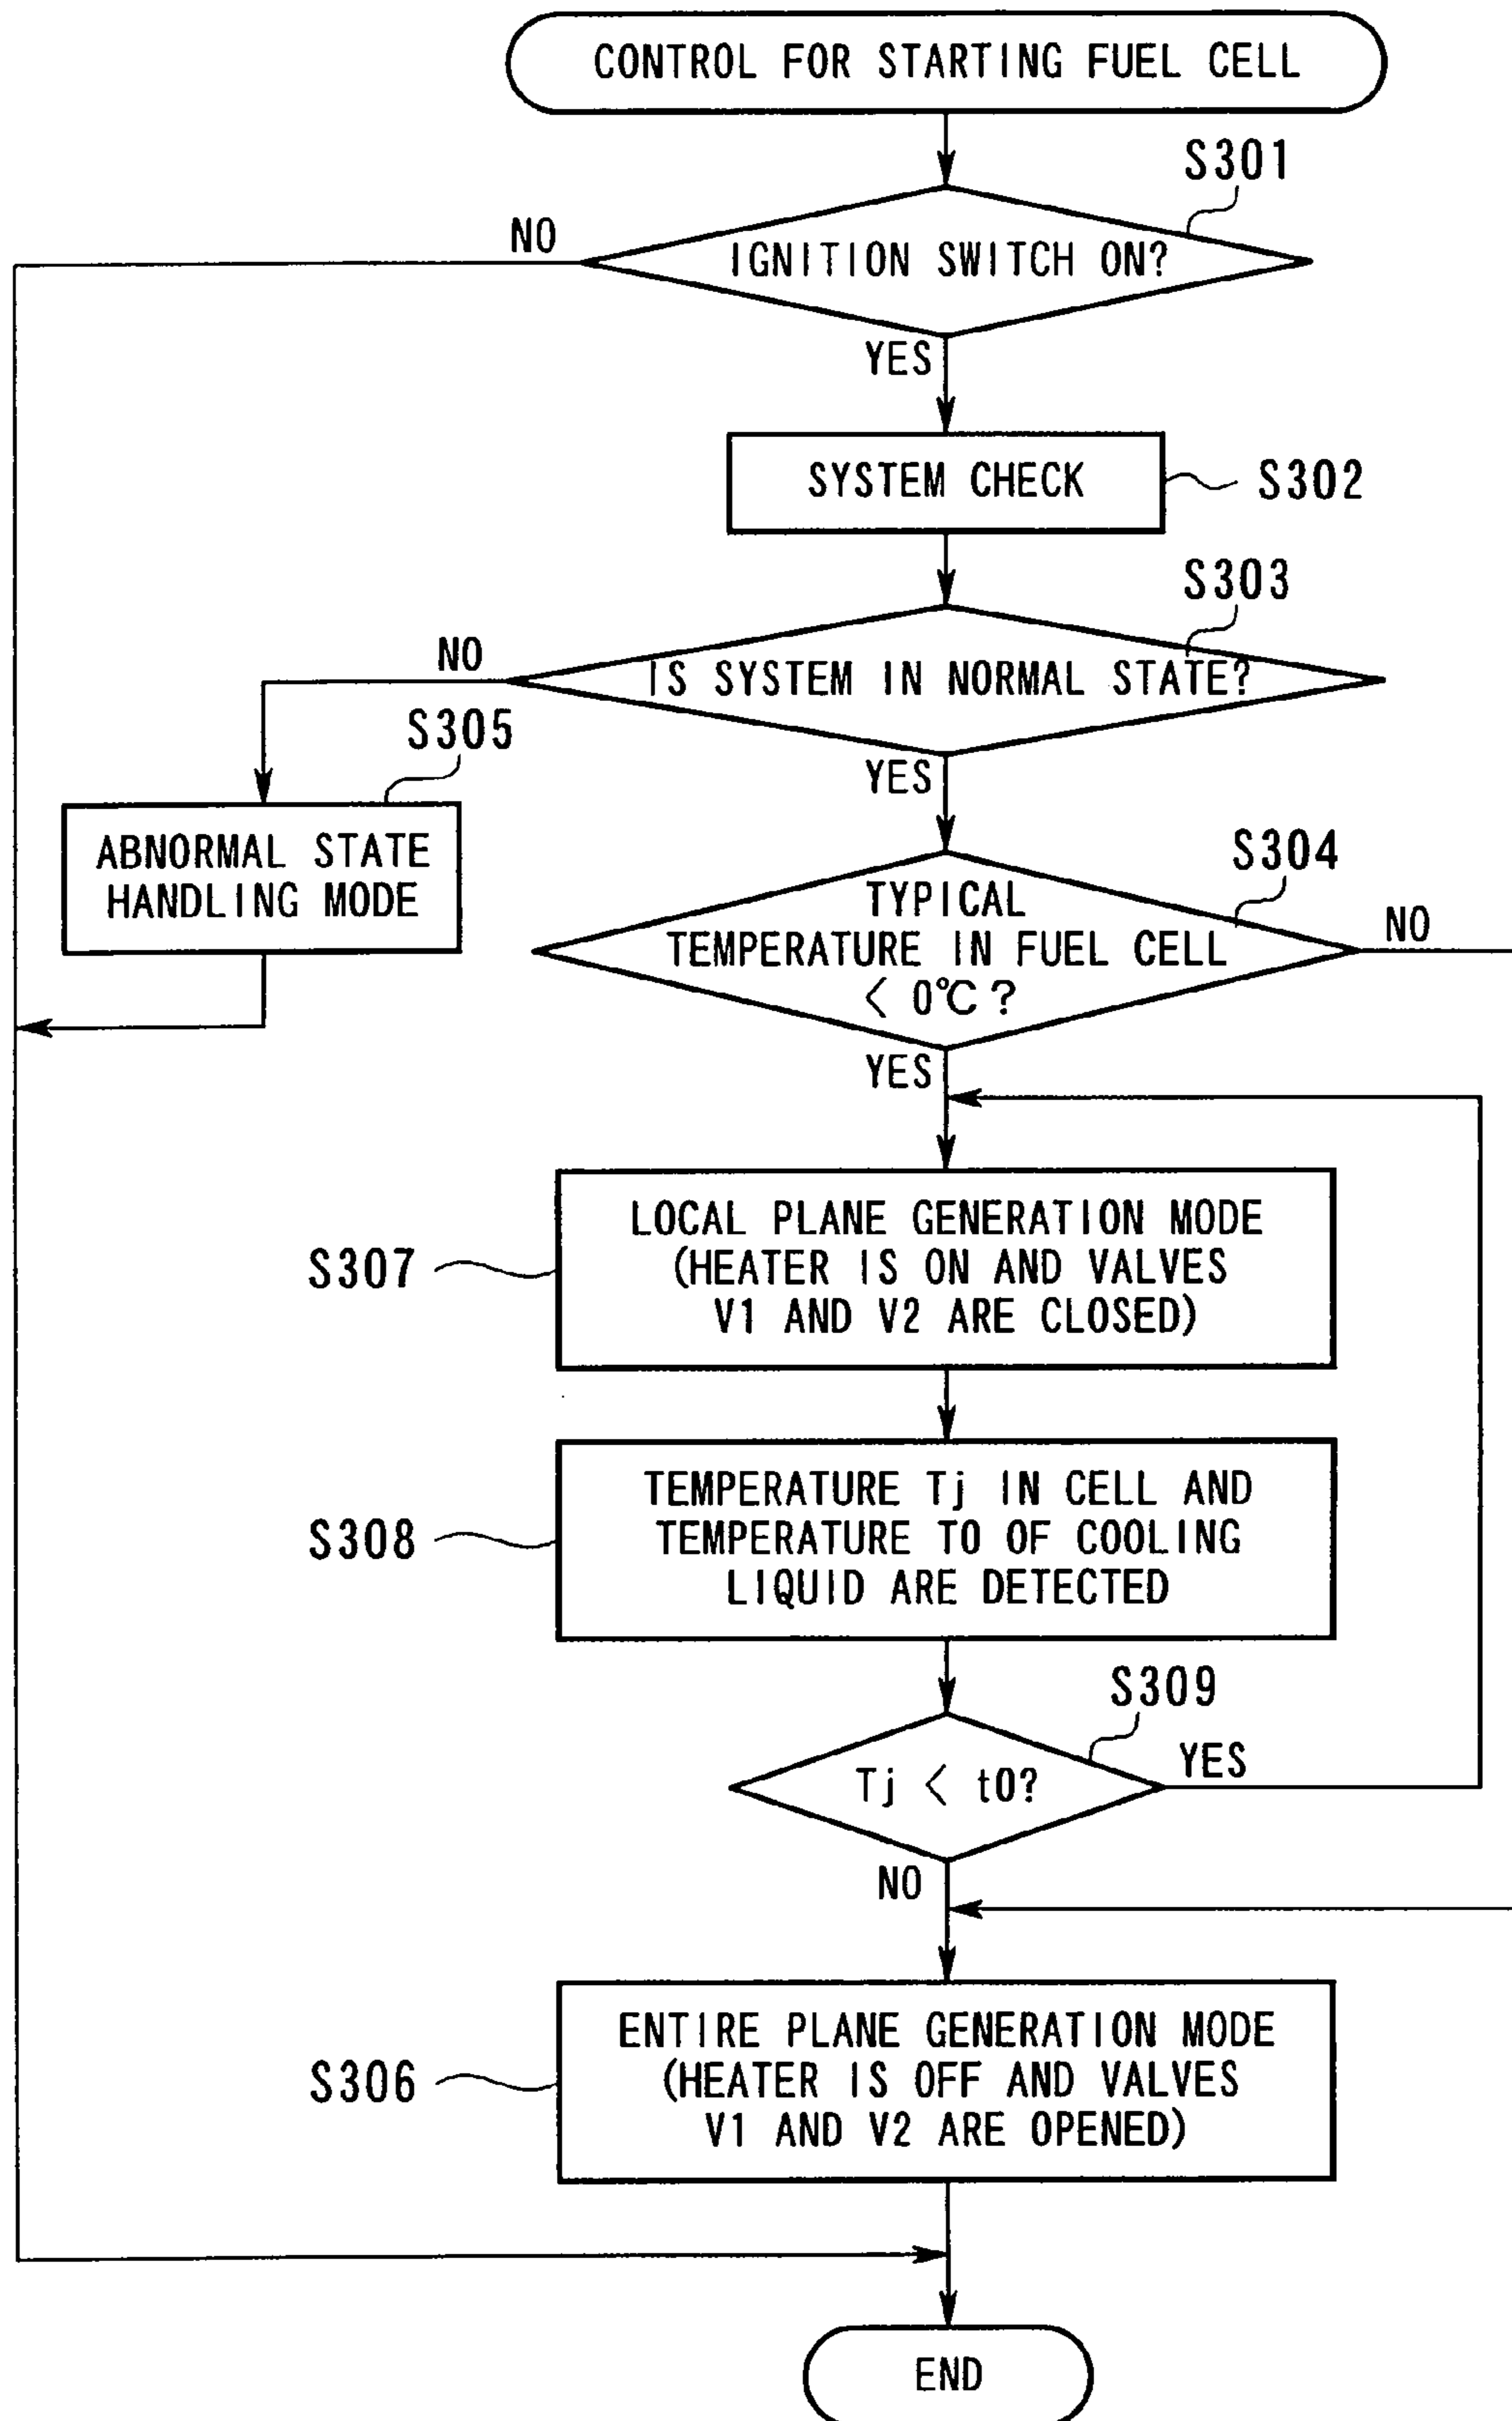 CONTROL FOR STARTING FUEL CELL
S301
NO
IGNITION SWITCH ON?
YES
SYSTEM CHECK
S302
S303
NO
IS SYSTEM IN NORMAL STATE?
S305
YES
ABNORMAL STATE
HANDLING MODE
S304
TYPICAL
TEMPERATURE IN FUEL CELL
< 0℃?
NO
YES
LOCAL PLANE GENERATION MODE
(HEATER IS ON AND VALVES
V1 AND V2 ARE CLOSED)
S307
TEMPERATURE Tj IN CELL AND
TEMPERATURE T0 OF COOLING
LIQUID ARE DETECTED
S308
S309
Tj < t0?
YES
NO
ENTIRE PLANE GENERATION MODE
(HEATER IS OFF AND VALVES
V1 AND V2 ARE OPENED)
S306
END